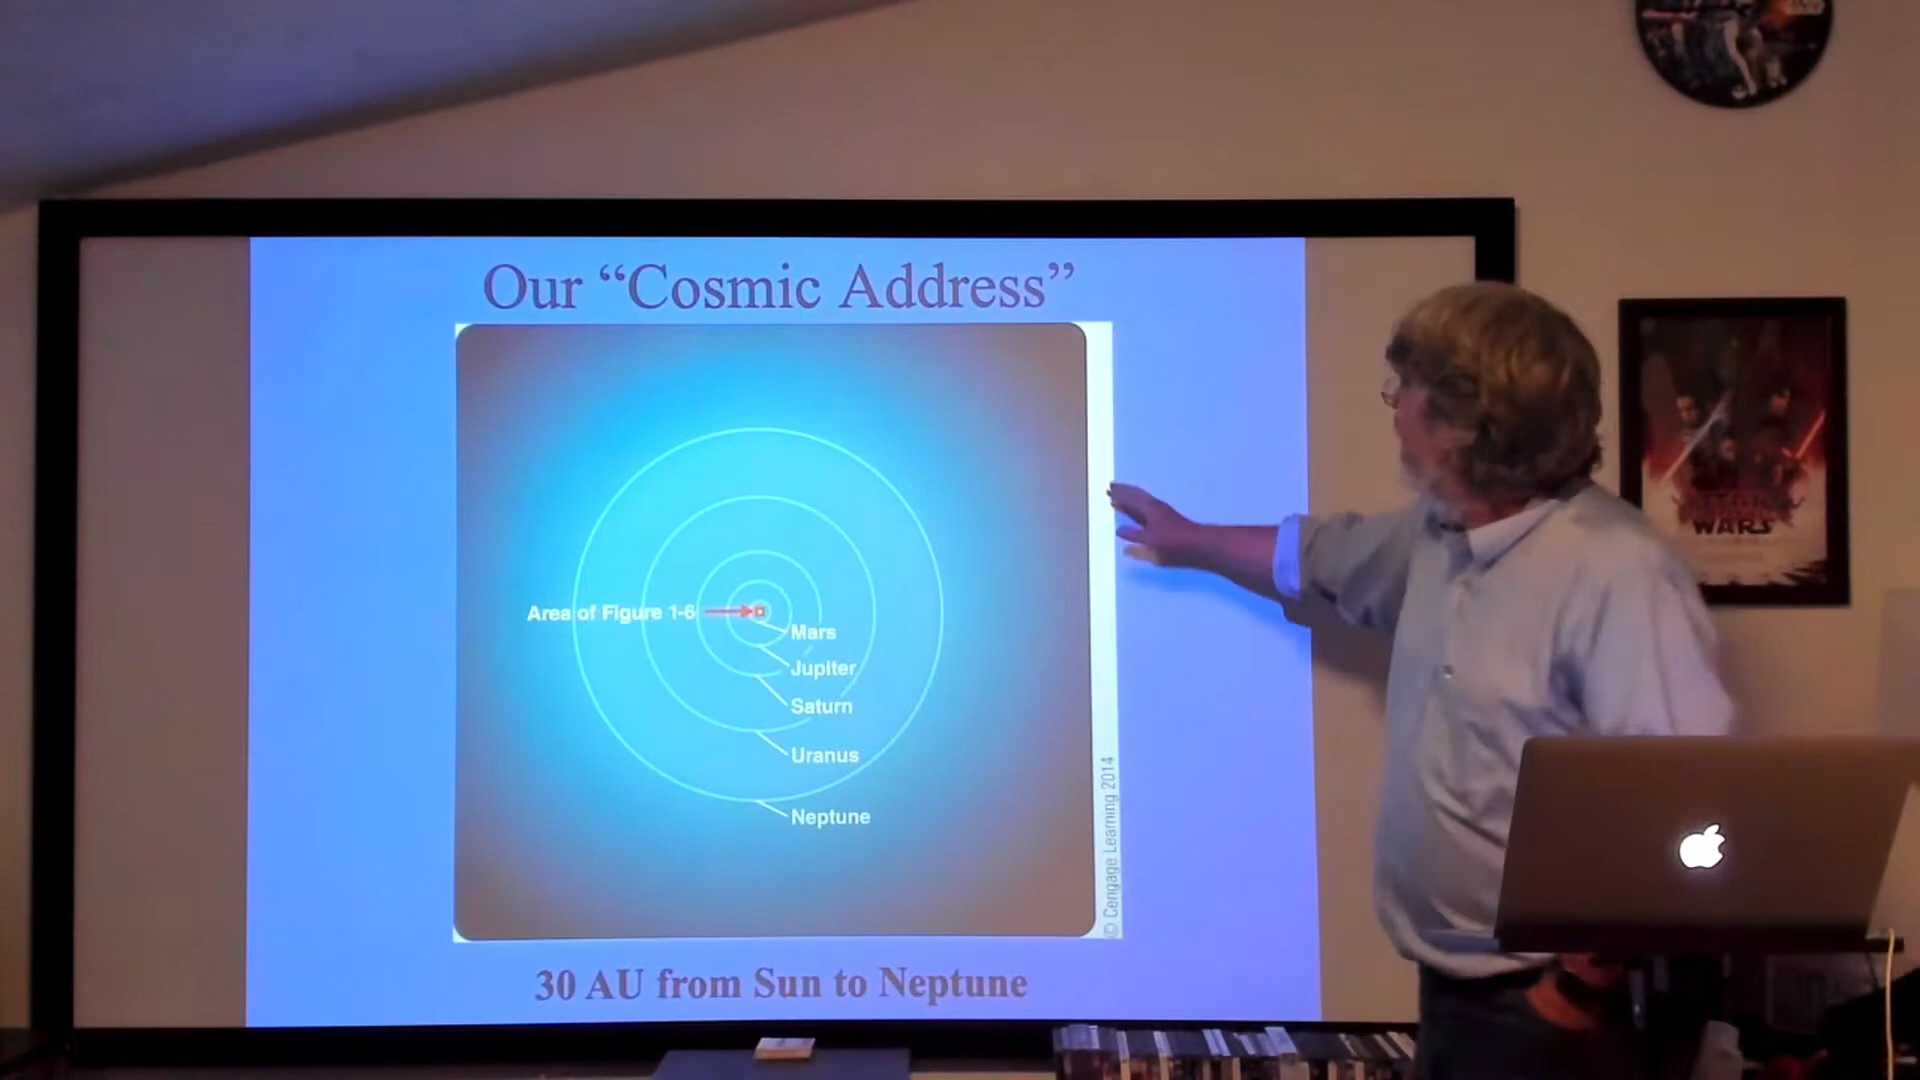 Our “Cosmic Address”
Area of Figure 1-6
Mars
Jupiter
Saturn
Uranus
Neptune
© Cengage Learning 2014
30 AU from Sun to Neptune
STAR
WARS